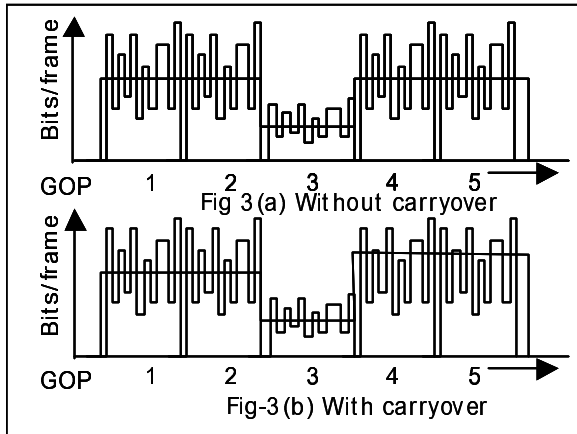 Bits/frame
GOP 1 2 3 4 5
Fig 3(a) Without carryover
Bits/frame
GOP 1 2 3 4 5
Fig-3(b) With carryover